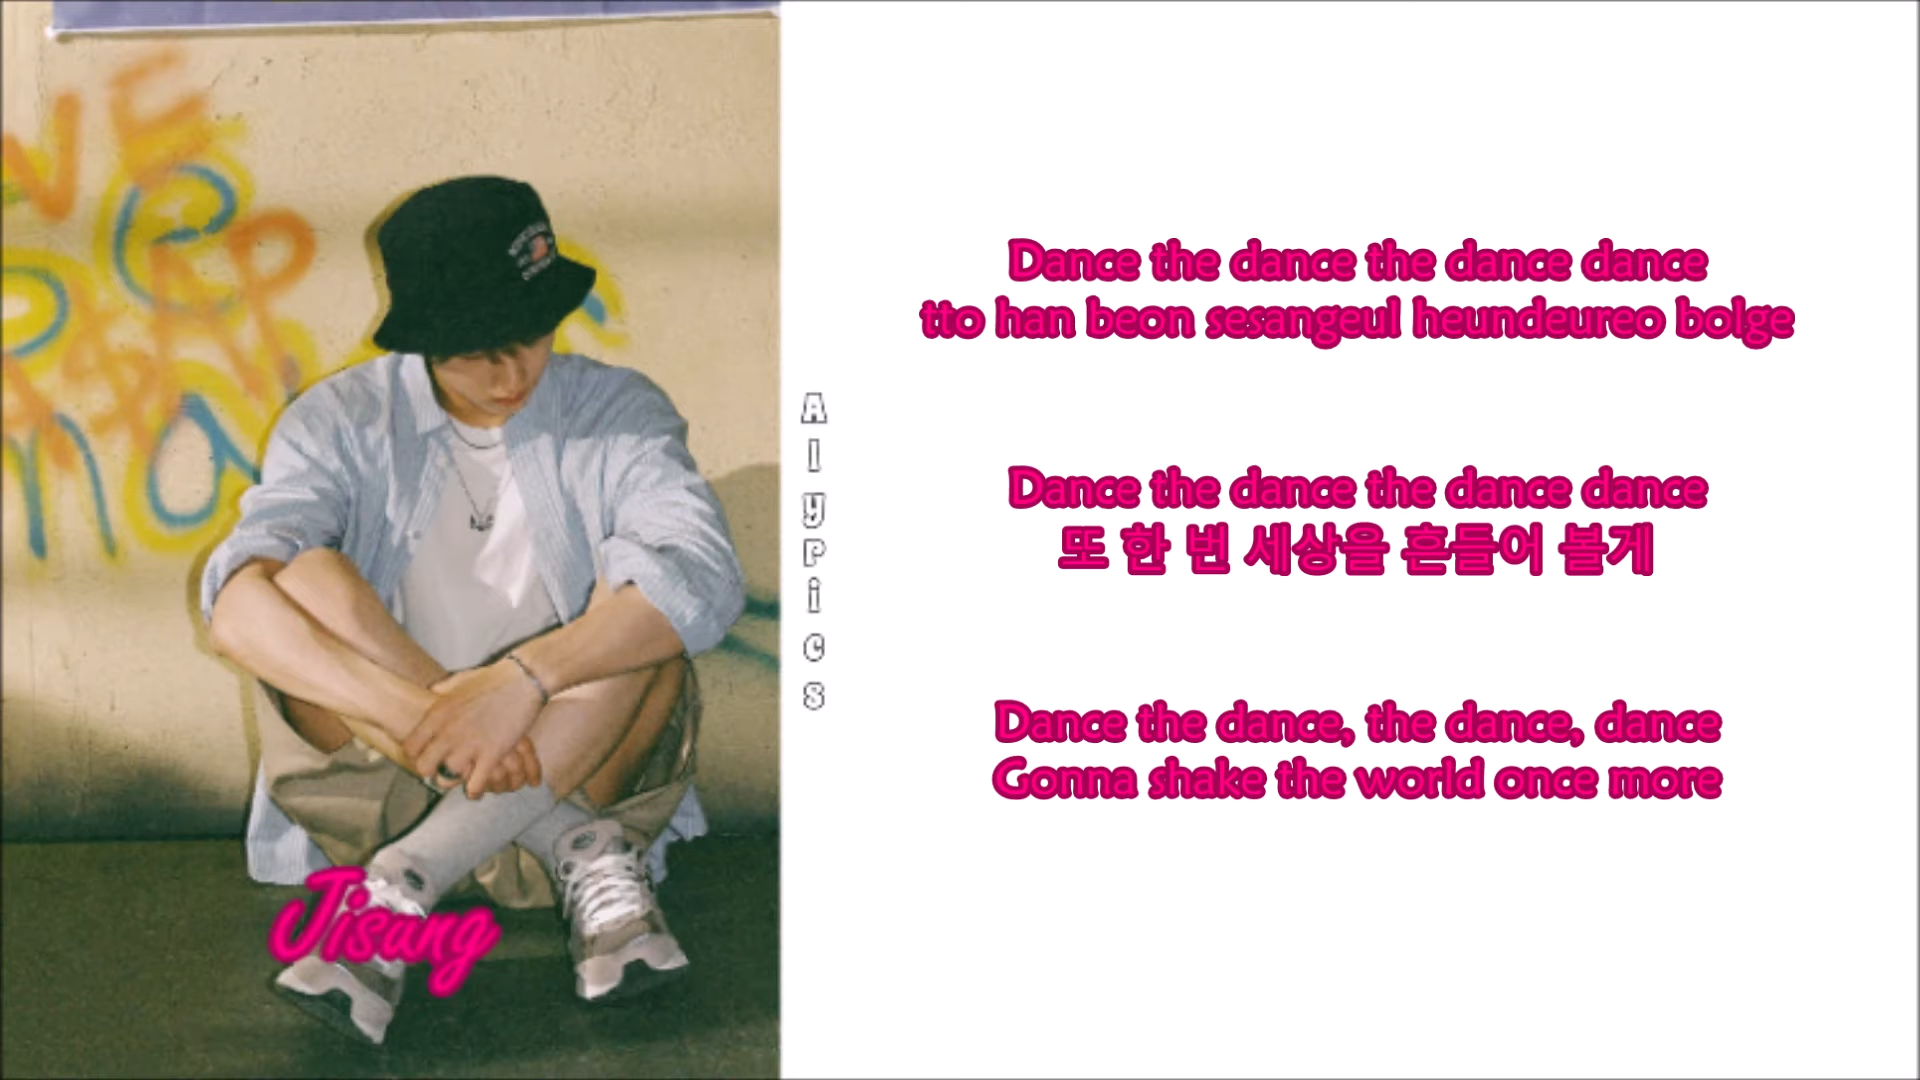 Dance the dance the dance dance
tto han beon sesangeul heundeureo bolge
Dance the dance the dance dance
또 한 번 세상을 흔들어 볼게
Dance the dance, the dance, dance
Gonna shake the world once more
AlyPics
Jisang